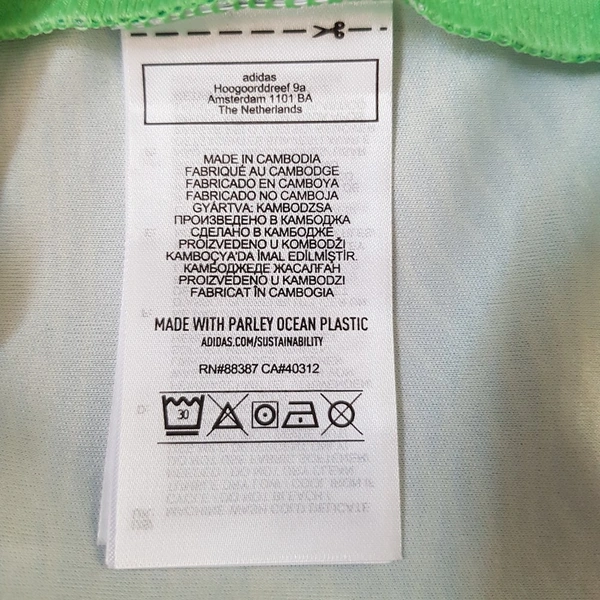 adidas
Hoogoorddreef 9a
Amsterdam 1101 BA
The Netherlands
MADE IN CAMBODIA
FABRIQUÉ AU CAMBODGE
FABRICADO EN CAMBOYA
FABRICADO NO CAMBOJA
GYÁRTVA: KAMBODZSA
ПРОИЗВЕДЕНО В КАМБОДЖА
СДЕЛАНО В КАМБОДЖЕ
PROIZVEDENO U KOMBODŽI
KAMBOÇYA'DA İMAL EDİLMİŞTİR.
КАМБОДЖЕДЕ ЖАСАЛҒАН
PROIZVEDENO U KAMBODZI
FABRICAT ÎN CAMBOGIA
MADE WITH PARLEY OCEAN PLASTIC
ADIDAS.COM/SUSTAINABILITY
RN#88387 CA#40312
30